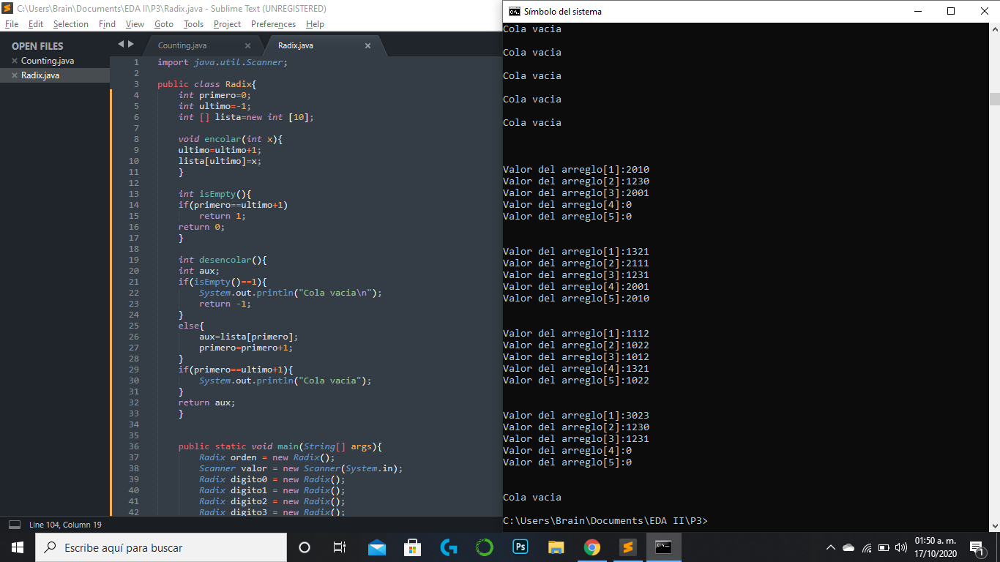 C:\Users\Brain\Documents\EDA II\P3\Radix.java - Sublime Text (UNREGISTERED)
File Edit Selection Find View Goto Tools Project Preferences Help
OPEN FILES
Counting.java
Radix.java
Counting.java
Radix.java
1 import java.util.Scanner;
2
3 public class Radix{
4 int primero=0;
5 int ultimo=-1;
6 int [] lista=new int [10];
7
8 void encolar(int x){
9 ultimo=ultimo+1;
10 lista[ultimo]=x;
11 }
12
13 int isEmpty(){
14 if(primero==ultimo+1)
15 return 1;
16 return 0;
17 }
18
19 int desencolar(){
20 int aux;
21 if(isEmpty()==1){
22 System.out.println("Cola vacia\n");
23 return -1;
24 }
25 else{
26 aux=lista[primero];
27 primero=primero+1;
28 }
29 if(primero==ultimo+1){
30 System.out.println("Cola vacia");
31 }
32 return aux;
33 }
34
35
36 public static void main(String[] args){
37 Radix orden = new Radix();
38 Scanner valor = new Scanner(System.in);
39 Radix digito0 = new Radix();
40 Radix digito1 = new Radix();
41 Radix digito2 = new Radix();
42 Radix digito3 = new Radix();
Line 104, Column 19
Símbolo del sistema
Cola vacia
Cola vacia
Cola vacia
Cola vacia
Cola vacia
Valor del arreglo[1]:2010
Valor del arreglo[2]:1230
Valor del arreglo[3]:2001
Valor del arreglo[4]:0
Valor del arreglo[5]:0
Valor del arreglo[1]:1321
Valor del arreglo[2]:2111
Valor del arreglo[3]:1231
Valor del arreglo[4]:2001
Valor del arreglo[5]:2010
Valor del arreglo[1]:1112
Valor del arreglo[2]:1022
Valor del arreglo[3]:1012
Valor del arreglo[4]:1321
Valor del arreglo[5]:1022
Valor del arreglo[1]:3023
Valor del arreglo[2]:1230
Valor del arreglo[3]:1231
Valor del arreglo[4]:0
Valor del arreglo[5]:0
Cola vacia
C:\Users\Brain\Documents\EDA II\P3>
Escribe aquí para buscar
Ps
01:50 a. m.
17/10/2020
1